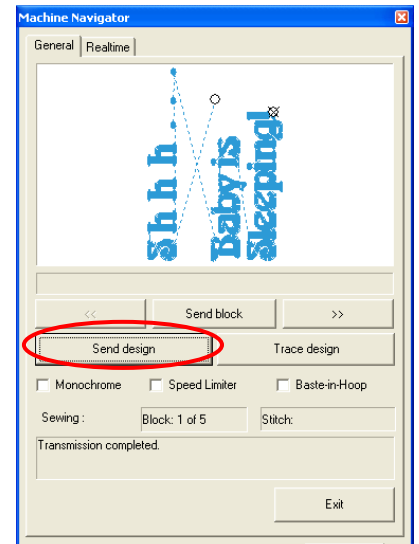 Machine Navigator
General Realtime
Shhh...
Baby is
Sleeping!
<< Send block >>
Send design Trace design
Monochrome Speed Limiter Baste-in-Hoop
Sewing : Block: 1 of 5 Stitch:
Transmission completed.
Exit